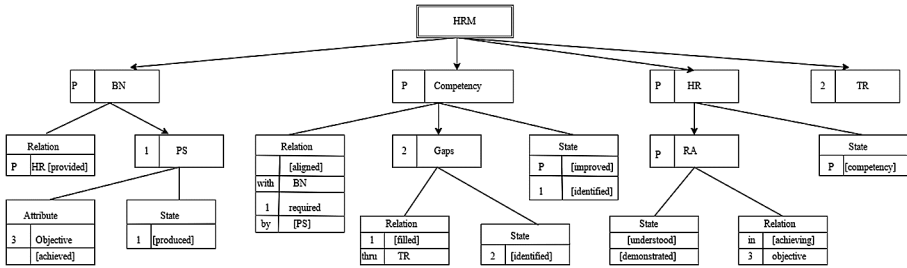 HRM
P BN
P Competency
P HR
2 TR
Relation
P HR [provided]
1 PS
Relation
[aligned]
with BN
1 required
by [PS]
2 Gaps
State
P [improved]
1 [identified]
P RA
State
P [competency]
Attribute
3 Objective
[achieved]
State
1 [produced]
Relation
1 [filled]
thru TR
State
2 [identified]
State
[understood]
[demonstrated]
Relation
in [achieving]
3 objective